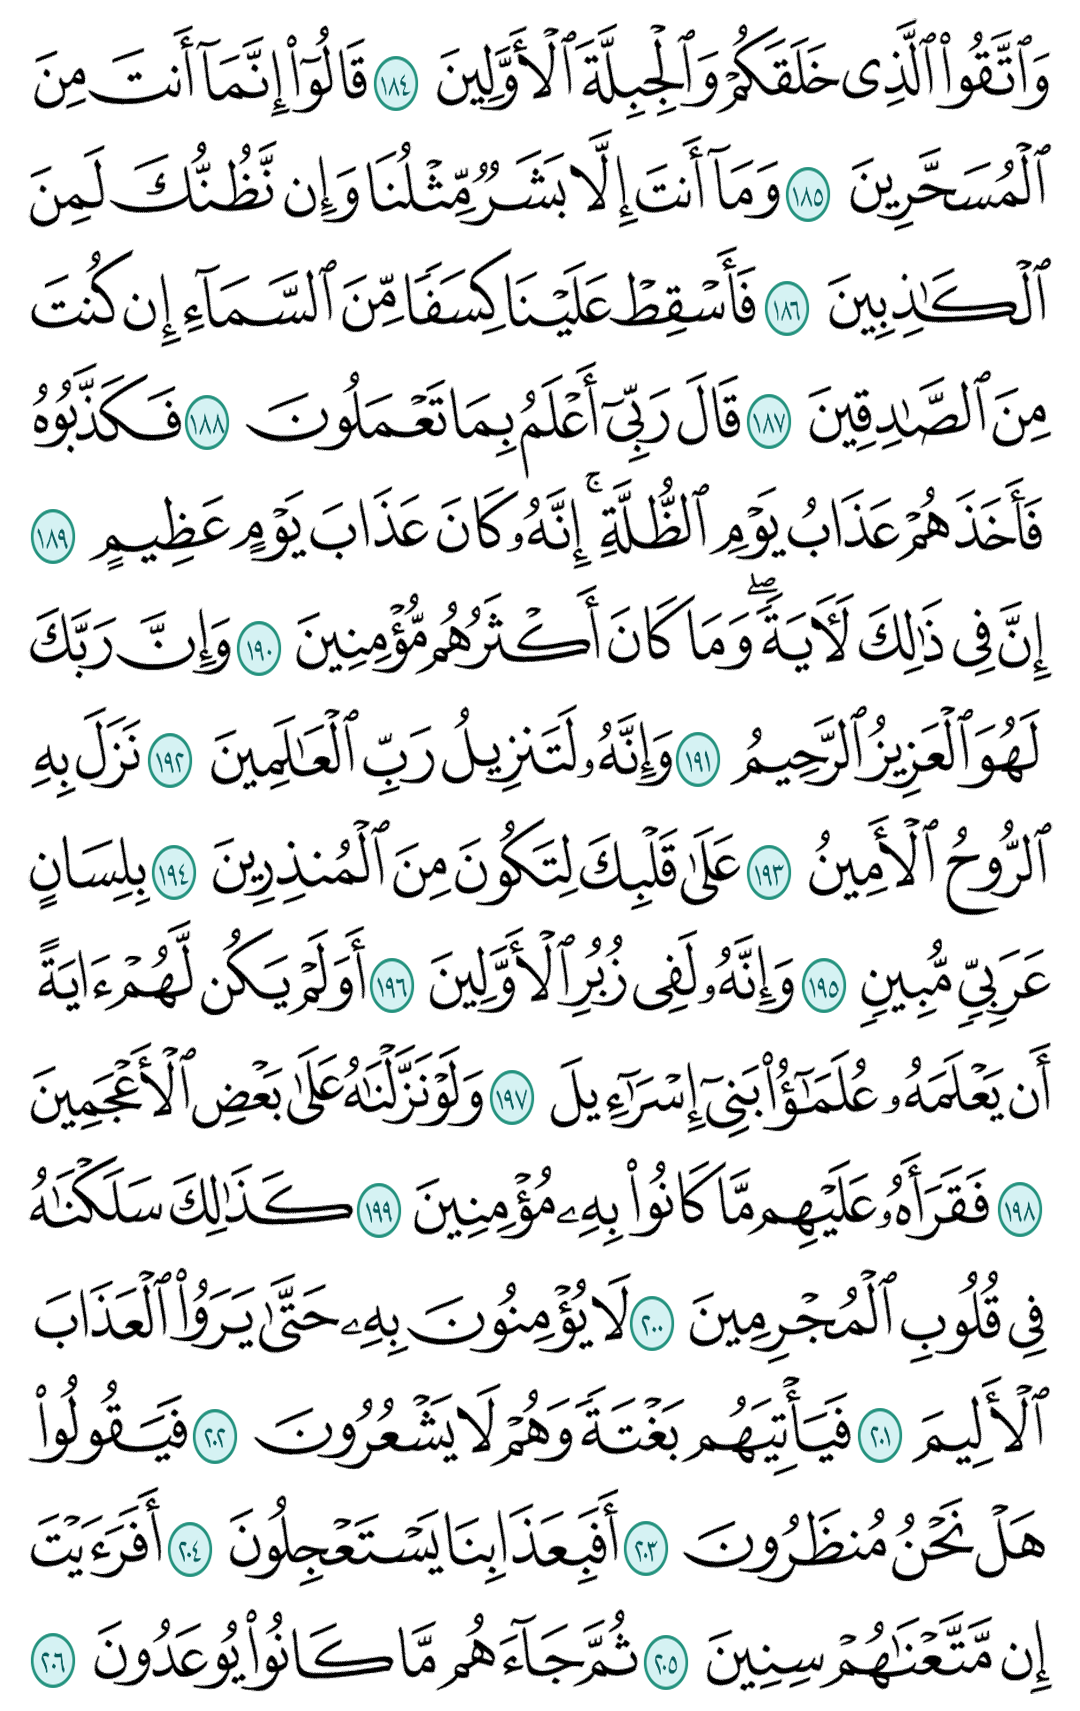 وَٱتَّقُوا۟ ٱلَّذِى خَلَقَكُمْ وَٱلْجِبِلَّةَ ٱلْأَوَّلِينَ ١٨٤ قَالُوٓا۟ إِنَّمَآ أَنتَ مِنَ
ٱلْمُسَحَّرِينَ ١٨٥ وَمَآ أَنتَ إِلَّا بَشَرٌ مِّثْلُنَا وَإِن نَّظُنُّكَ لَمِنَ
ٱلْكَٰذِبِينَ ١٨٦ فَأَسْقِطْ عَلَيْنَا كِسَفًا مِّنَ ٱلسَّمَآءِ إِن كُنتَ
مِنَ ٱلصَّٰدِقِينَ ١٨٧ قَالَ رَبِّىٓ أَعْلَمُ بِمَا تَعْمَلُونَ ١٨٨ فَكَذَّبُوهُ
فَأَخَذَهُمْ عَذَابُ يَوْمِ ٱلظُّلَّةِ ۚ إِنَّهُۥ كَانَ عَذَابَ يَوْمٍ عَظِيمٍ ١٨٩
إِنَّ فِى ذَٰلِكَ لَءَايَةً ۖ وَمَا كَانَ أَكْثَرُهُم مُّؤْمِنِينَ ١٩٠ وَإِنَّ رَبَّكَ
لَهُوَ ٱلْعَزِيزُ ٱلرَّحِيمُ ١٩١ وَإِنَّهُۥ لَتَنزِيلُ رَبِّ ٱلْعَٰلَمِينَ ١٩٢ نَزَلَ بِهِ
ٱلرُّوحُ ٱلْأَمِينُ ١٩٣ عَلَىٰ قَلْبِكَ لِتَكُونَ مِنَ ٱلْمُنذِرِينَ ١٩٤ بِلِسَانٍ
عَرَبِىٍّ مُّبِينٍ ١٩٥ وَإِنَّهُۥ لَفِى زُبُرِ ٱلْأَوَّلِينَ ١٩٦ أَوَلَمْ يَكُن لَّهُمْ ءَايَةً
أَن يَعْلَمَهُۥ عُلَمَٰٓؤُا۟ بَنِىٓ إِسْرَٰٓءِيلَ ١٩٧ وَلَوْ نَزَّلْنَٰهُ عَلَىٰ بَعْضِ ٱلْأَعْجَمِينَ
١٩٨ فَقَرَأَهُۥ عَلَيْهِم مَّا كَانُوا۟ بِهِۦ مُؤْمِنِينَ ١٩٩ كَذَٰلِكَ سَلَكْنَٰهُ
فِى قُلُوبِ ٱلْمُجْرِمِينَ ٢٠٠ لَا يُؤْمِنُونَ بِهِۦ حَتَّىٰ يَرَوُا۟ ٱلْعَذَابَ
ٱلْأَلِيمَ ٢٠١ فَيَأْتِيَهُم بَغْتَةً وَهُمْ لَا يَشْعُرُونَ ٢٠٢ فَيَقُولُوا۟
هَلْ نَحْنُ مُنظَرُونَ ٢٠٣ أَفَبِعَذَابِنَا يَسْتَعْجِلُونَ ٢٠٤ أَفَرَءَيْتَ
إِن مَّتَّعْنَٰهُمْ سِنِينَ ٢٠٥ ثُمَّ جَآءَهُم مَّا كَانُوا۟ يُوعَدُونَ ٢٠٦